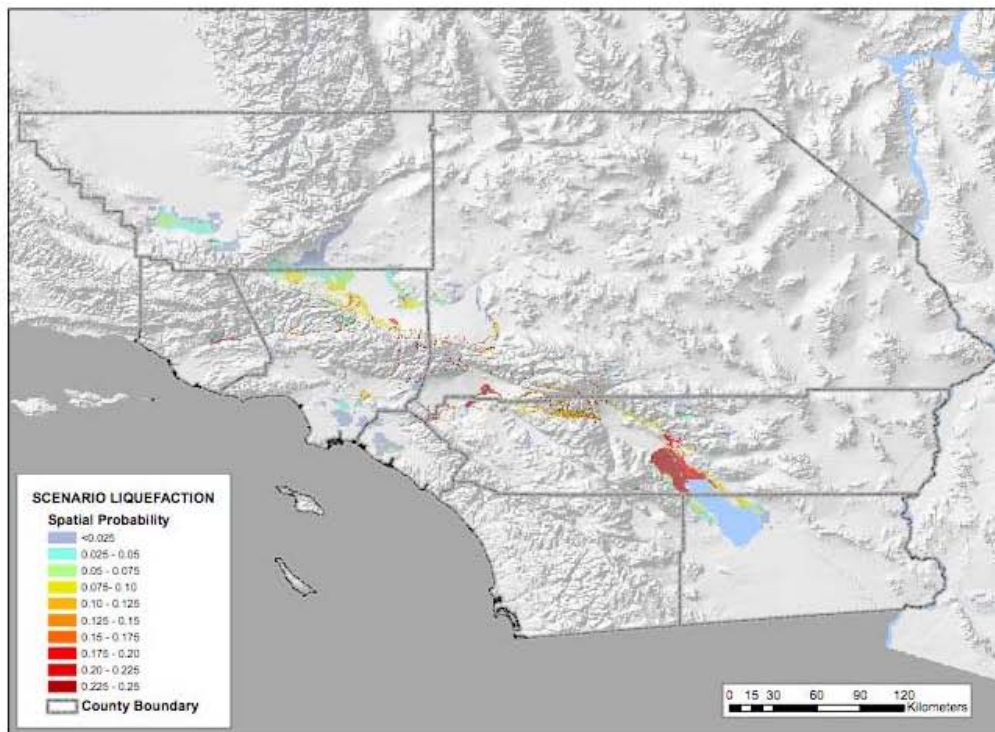 SCENARIO LIQUEFACTION
Spatial Probability
<0.025
0.025 - 0.05
0.05 - 0.075
0.075- 0.10
0.10 - 0.125
0.125 - 0.15
0.15 - 0.175
0.175 - 0.20
0.20 - 0.225
0.225 - 0.25
County Boundary
0 15 30 60 90 120
Kilometers